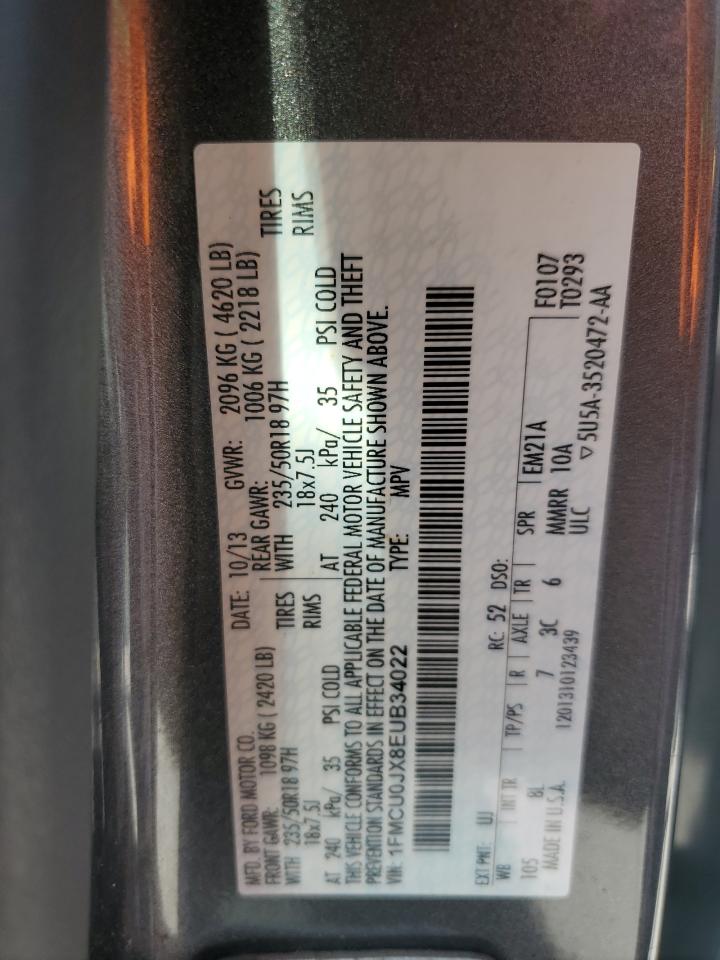 MFD. BY FORD MOTOR CO.
DATE: 10/13 GVWR: 2096 KG ( 4620 LB)
FRONT GAWR: 1098 KG ( 2420 LB) REAR GAWR: 1006 KG ( 2218 LB)
WITH 235/50R18 97H TIRES WITH 235/50R18 97H TIRES
18x7.5J RIMS 18x7.5J RIMS
AT 240 kPa/ 35 PSI COLD AT 240 kPa/ 35 PSI COLD
THIS VEHICLE CONFORMS TO ALL APPLICABLE FEDERAL MOTOR VEHICLE SAFETY AND THEFT
PREVENTION STANDARDS IN EFFECT ON THE DATE OF MANUFACTURE SHOWN ABOVE.
VIN: 1FMCU0JX8EUB34022 TYPE: MPV
EXT PNT: UJ RC: 52 DSO:
WB INT TR TP/PS R AXLE TR SPR EM21A F0107
105 8L 7 3C 6 MMRR 10A T0293
MADE IN U.S.A. 1201310123439 ULC ▽5U5A-3520472-AA